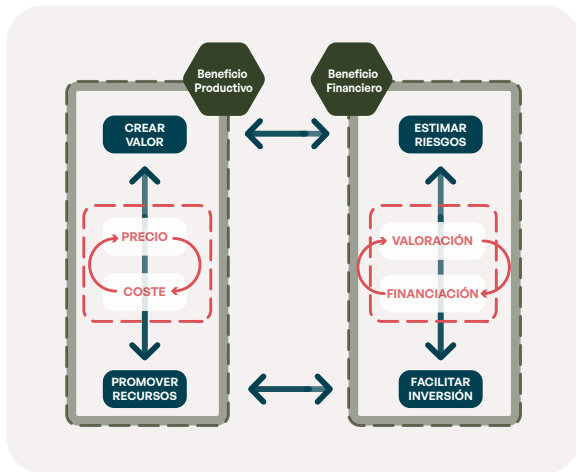 Beneficio
Productivo
Beneficio
Financiero
CREAR
VALOR
ESTIMAR
RIESGOS
PRECIO
VALORACIÓN
COSTE
FINANCIACIÓN
PROMOVER
RECURSOS
FACILITAR
INVERSIÓN